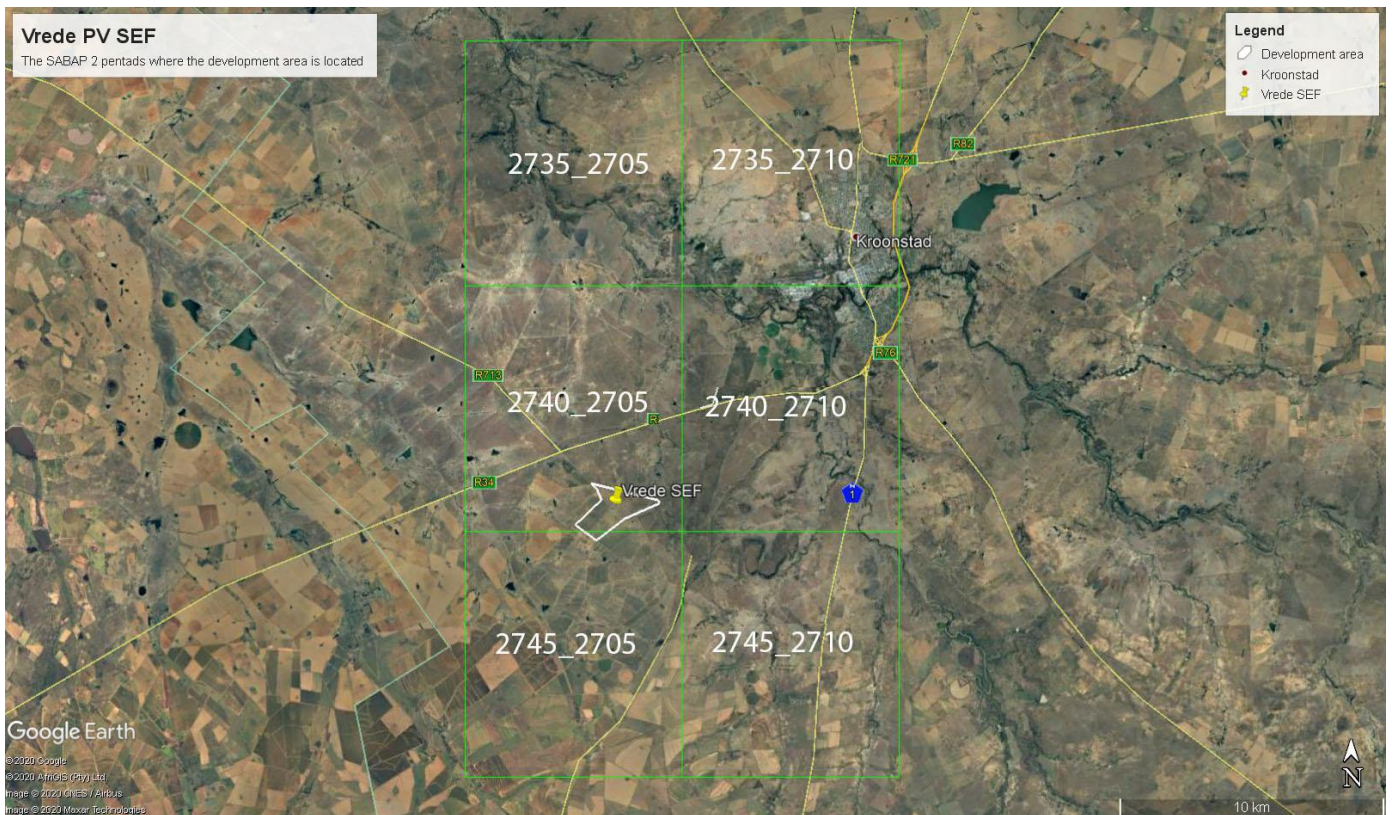 Vrede PV SEF
The SABAP 2 pentads where the development area is located
Legend
Development area
Kroonstad
Vrede SEF
2735_2705
2735_2710
R721
R82
Kroonstad
R76
R713
2740_2705
2740_2710
R
R34
Vrede SEF
1
2745_2705
2745_2710
Google Earth
©2020 Google
©2020 AfriGIS (Pty) Ltd.
Image © 2020 CNES / Airbus
Image © 2020 Maxar Technologies
N
10 km